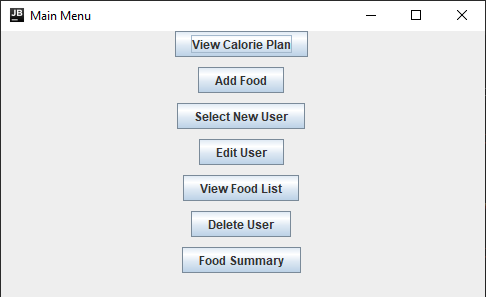 JB
Main Menu
View Calorie Plan
Add Food
Select New User
Edit User
View Food List
Delete User
Food Summary